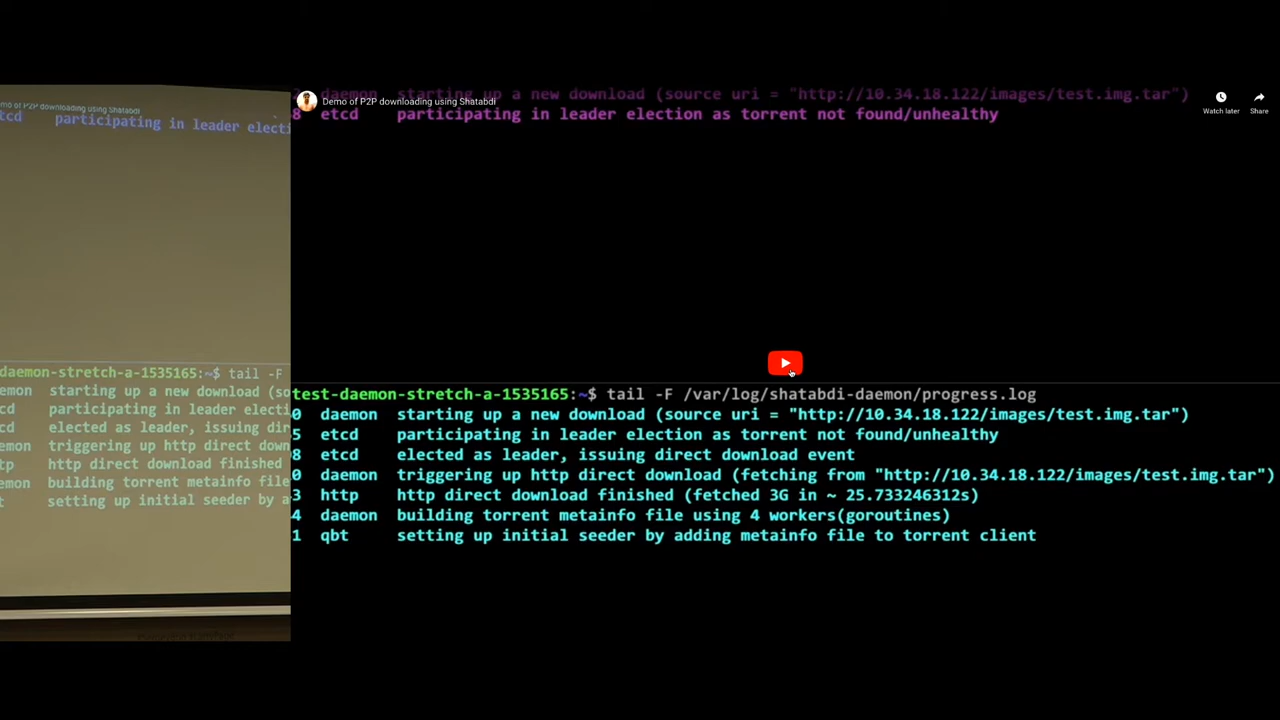 mo of P2P downloading using Shatabdi
tcd participating in leader electi
daemon-stretch-a-1535165:~$ tail -F
emon starting up a new download (so
cd participating in leader electi
cd elected as leader, issuing dir
emon triggering up http direct down
tp http direct download finished
emon building torrent metainfo file
t setting up initial seeder by a
Demo of P2P downloading using Shatabdi
daemon starting up a new download (source uri = "http://10.34.18.122/images/test.img.tar")
8 etcd participating in leader election as torrent not found/unhealthy
Watch later
Share
test-daemon-stretch-a-1535165:~$ tail -F /var/log/shatabdi-daemon/progress.log
0 daemon starting up a new download (source uri = "http://10.34.18.122/images/test.img.tar")
5 etcd participating in leader election as torrent not found/unhealthy
8 etcd elected as leader, issuing direct download event
0 daemon triggering up http direct download (fetching from "http://10.34.18.122/images/test.img.tar")
3 http http direct download finished (fetched 3G in ~ 25.733246312s)
4 daemon building torrent metainfo file using 4 workers(goroutines)
1 qbt setting up initial seeder by adding metainfo file to torrent client